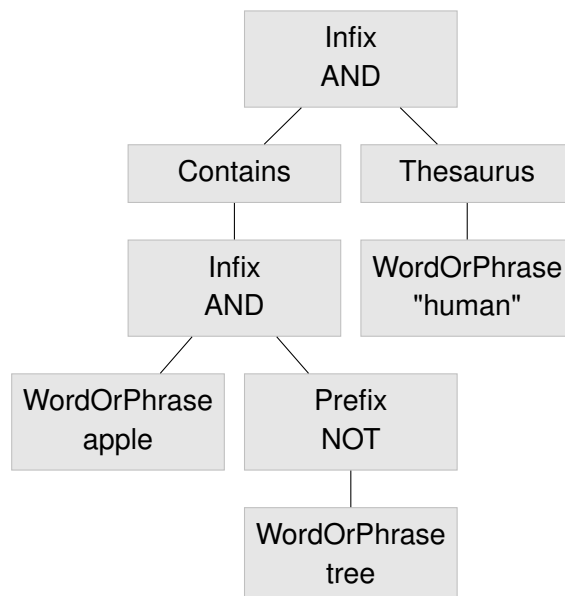 Infix
AND
Contains
Thesaurus
Infix
AND
WordOrPhrase
"human"
WordOrPhrase
apple
Prefix
NOT
WordOrPhrase
tree